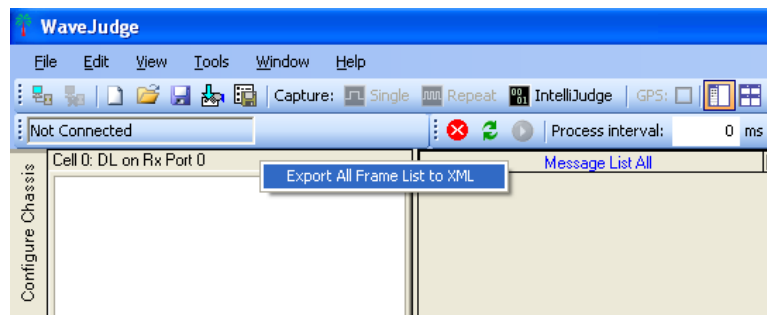 WaveJudge
File Edit View Tools Window Help
Capture: Single Repeat IntelliJudge GPS:
Not Connected Process interval: 0 ms
Cell 0: DL on Rx Port 0 Message List All
Export All Frame List to XML
Configure Chassis